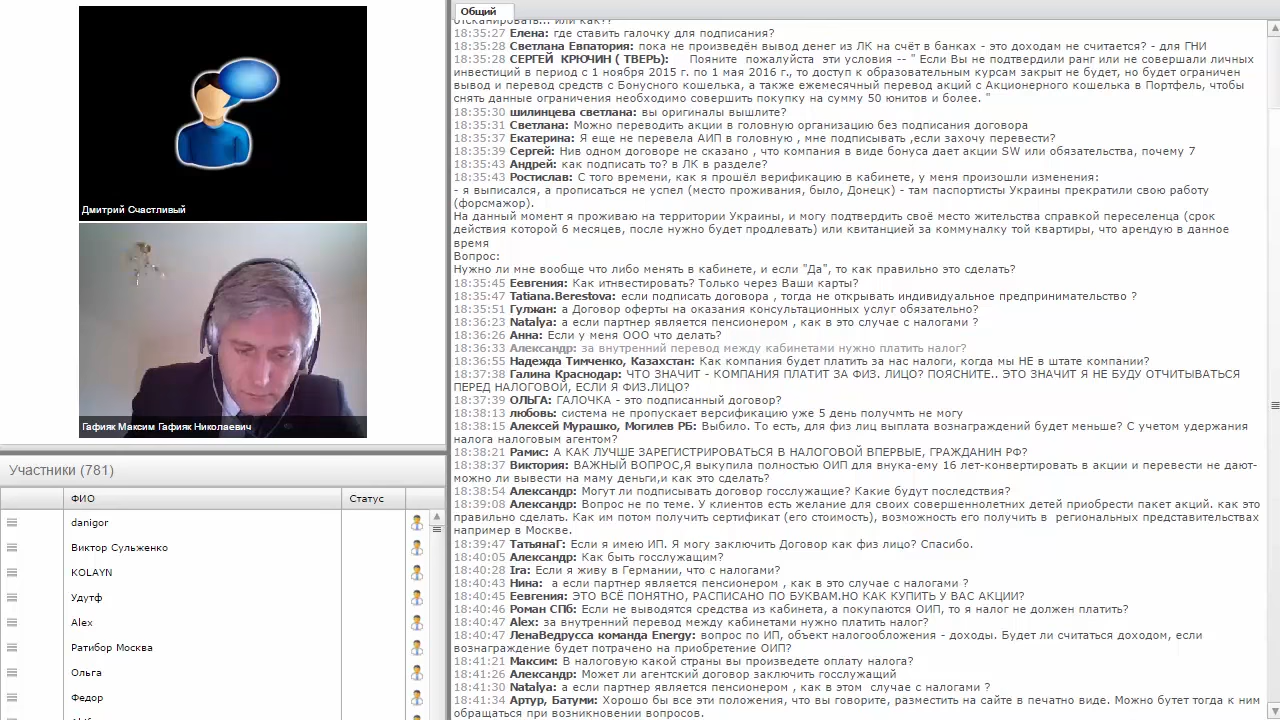 Общий
отсканировать... или как??
18:35:27 Елена: где ставить галочку для подписания?
18:35:28 Светлана Евпатория: пока не произведён вывод денег из ЛК на счёт в банках - это доходам не считается? - для ГНИ
18:35:28 СЕРГЕЙ КРЮЧИН ( ТВЕРЬ): Пояните пожалуйста эти условия -- " Если Вы не подтвердили ранг или не совершали личных
инвестиций в период с 1 ноября 2015 г. по 1 мая 2016 г., то доступ к образовательным курсам закрыт не будет, но будет ограничен
вывод и перевод средств с Бонусного кошелька, а также ежемесячный перевод акций с Акционерного кошелька в Портфель, чтобы
снять данные ограничения необходимо совершить покупку на сумму 50 юнитов и более. "
18:35:30 шилинцева светлана: вы оригиналы вышлите?
18:35:31 Светлана: Можно переводить акции в головную организацию без подписания договора
18:35:37 Екатерина: Я еще не перевела АИП в головную , мне подписывать ,если захочу перевести?
18:35:39 Сергей: Нив одном договоре не сказано , что компания в виде бонуса дает акции SW или обязательства, почему 7
18:35:43 Андрей: как подписать то? в ЛК в разделе?
18:35:43 Ростислав: С того времени, как я прошёл верификацию в кабинете, у меня произошли изменения:
- я выписался, а прописаться не успел (место проживания, было, Донецк) - там паспортисты Украины прекратили свою работу
(форсмажор).
На данный момент я проживаю на территории Украины, и могу подтвердить своё место жительства справкой переселенца (срок
действия которой 6 месяцев, после нужно будет продлевать) или квитанцией за коммуналку той квартиры, что арендую в данное
время
Вопрос:
Нужно ли мне вообще что либо менять в кабинете, и если "Да", то как правильно это сделать?
18:35:45 Еевгения: Как итнвестировать? Только через Ваши карты?
18:35:47 Tatiana.Berestova: если подписать договора , тогда не открывать индивидуальное предпринимательство ?
18:35:51 Гулжан: а Договор оферты на оказания консультационных услуг обязательно?
18:36:23 Natalya: а если партнер является пенсионером , как в это случае с налогами ?
18:36:26 Анна: Если у меня ООО что делать?
18:36:33 Александр: за внутренний перевод между кабинетами нужно платить налог?
18:36:55 Надежда Тимченко, Казахстан: Как компания будет платить за нас налоги, когда мы НЕ в штате компании?
18:37:38 Галина Краснодар: ЧТО ЗНАЧИТ - КОМПАНИЯ ПЛАТИТ ЗА ФИЗ. ЛИЦО? ПОЯСНИТЕ.. ЭТО ЗНАЧИТ Я НЕ БУДУ ОТЧИТЫВАТЬСЯ
ПЕРЕД НАЛОГОВОЙ, ЕСЛИ Я ФИЗ.ЛИЦО?
18:37:39 ОЛЬГА: ГАЛОЧКА - это подписанный договор?
18:38:13 любовь: система не пропускает версификацию уже 5 день получмть не могу
18:38:15 Алексей Мурашко, Могилев РБ: Выбило. То есть, для физ лиц выплата вознаграждений будет меньше? С учетом удержания
налога налоговым агентом?
18:38:21 Рамис: А КАК ЛУЧШЕ ЗАРЕГИСТРИРОВАТЬСЯ В НАЛОГОВОЙ ВПЕРВЫЕ, ГРАЖДАНИН РФ?
18:38:37 Виктория: ВАЖНЫЙ ВОПРОС,Я выкупила полностью ОИП для внука-ему 16 лет-конвертировать в акции и перевести не дают-
можно ли вывести на маму деньги,и как это сделать?
18:38:54 Александр: Могут ли подписывать договор госслужащие? Какие будут последствия?
18:39:08 Александр: Вопрос не по теме. У клиентов есть желание для своих совершеннолетних детей приобрести пакет акций. как это
правильно сделать. Как им потом получить сертификат (его стоимость), возможность его получить в региональных представительствах
например в Москве.
18:39:47 ТатьянаГ: Если я имею ИП. Я могу заключить Договор как физ лицо? Спасибо.
18:40:05 Александр: Как быть госслужащим?
18:40:28 Ira: Если я живу в Германии, что с налогами?
18:40:43 Нина: а если партнер является пенсионером , как в это случае с налогами ?
18:40:45 Еевгения: ЭТО ВСЁ ПОНЯТНО, РАСПИСАНО ПО БУКВАМ.НО КАК КУПИТЬ У ВАС АКЦИИ?
18:40:46 Роман СПб: Если не выводятся средства из кабинета, а покупаются ОИП, то я налог не должен платить?
18:40:47 Alex: за внутренний перевод между кабинетами нужно платить налог?
18:40:47 ЛенаВедрусса команда Energy: вопрос по ИП, объект налогообложения - доходы. Будет ли считаться доходом, если
вознаграждение будет потрачено на приобретение ОИП?
18:41:21 Максим: В налоговую какой страны вы произведете оплату налога?
18:41:26 Александр: Может ли агентский договор заключить госслужащий
18:41:30 Natalya: а если партнер является пенсионером , как в этом случае с налогами ?
18:41:34 Артур, Батуми: Хорошо бы все эти положения, что вы говорите, разместить на сайте в печатно виде. Можно бутет тогда к ним
обращаться при возникновении вопросов.
Дмитрий Счастливый
Гафияк Максим Гафияк Николаевич
Участники (781)
ФИО Статус
danigor
Виктор Сульженко
KOLAYN
Удутф
Alex
Ратибор Москва
Ольга
Федор